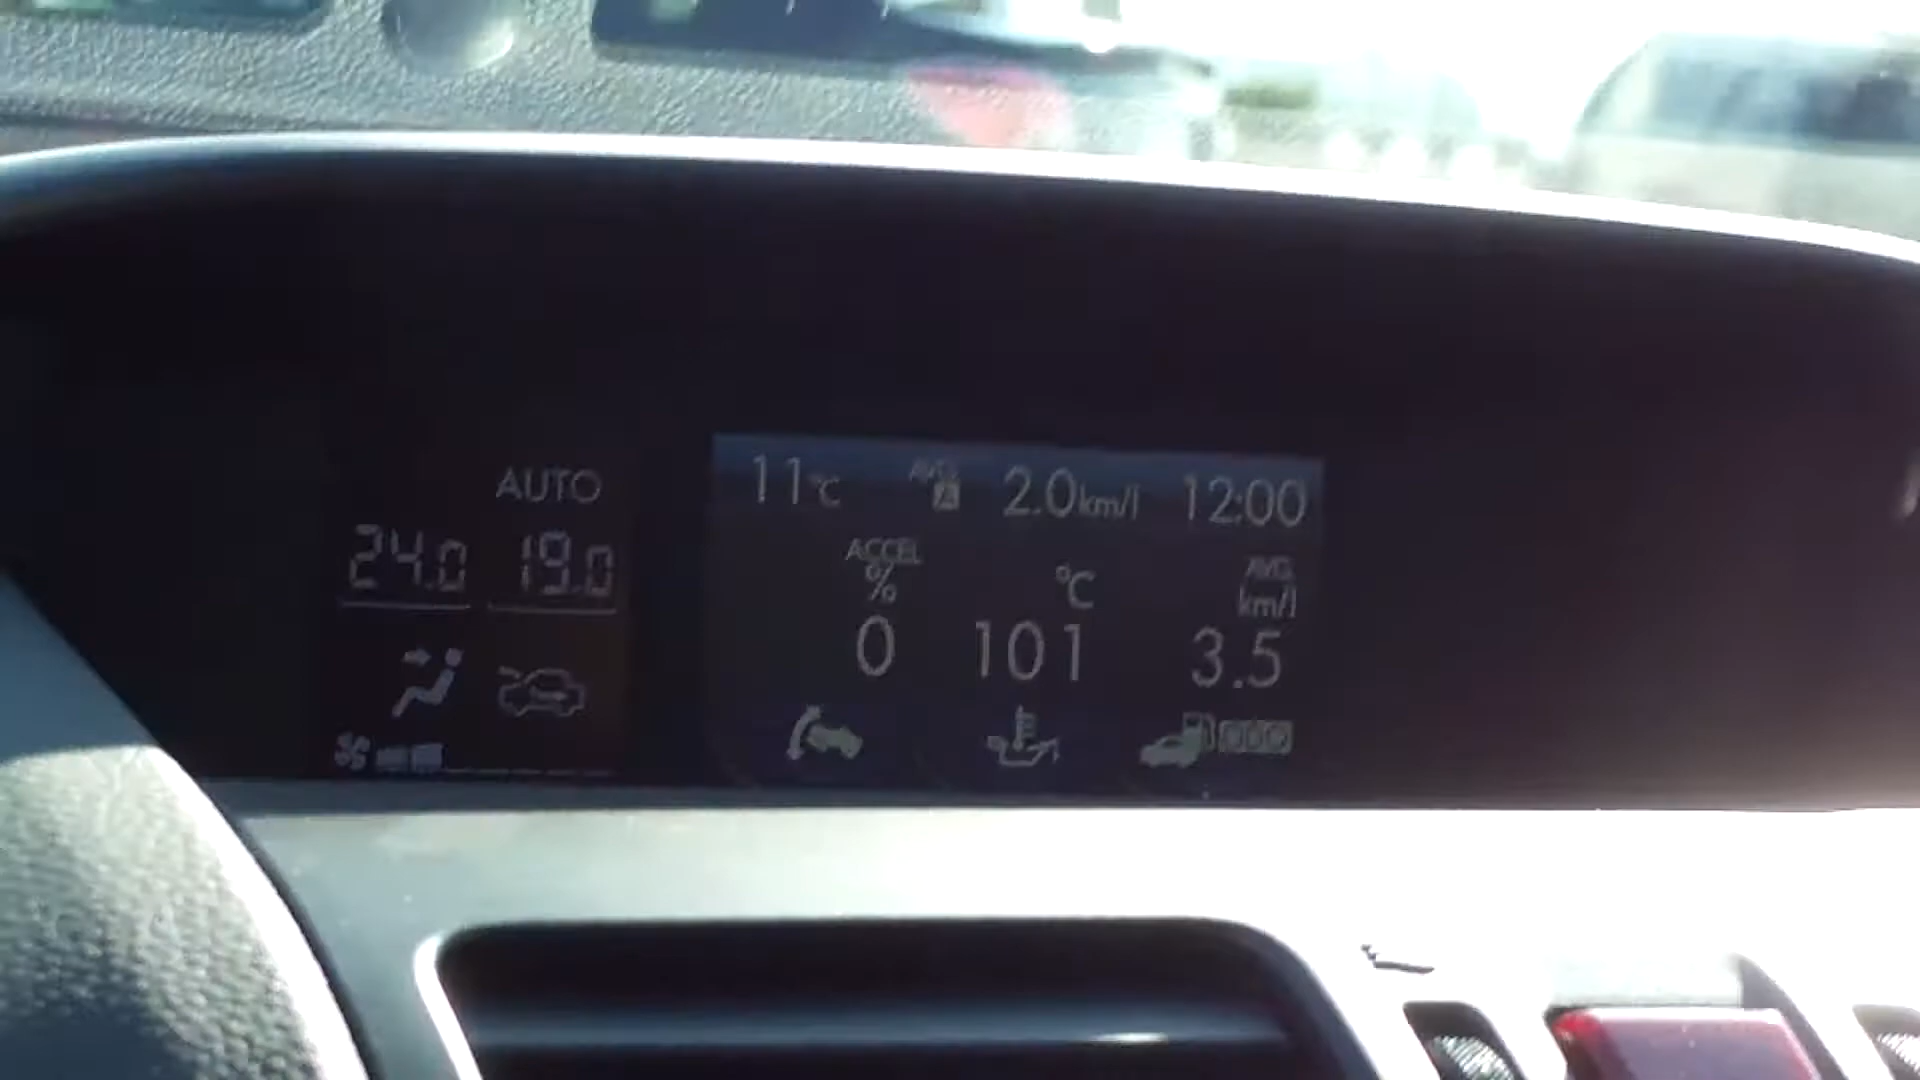 AUTO
24.0 19.0
11°C AVG. A 2.0km/l 12:00
ACCEL % °C AVG. km/l
0 101 3.5